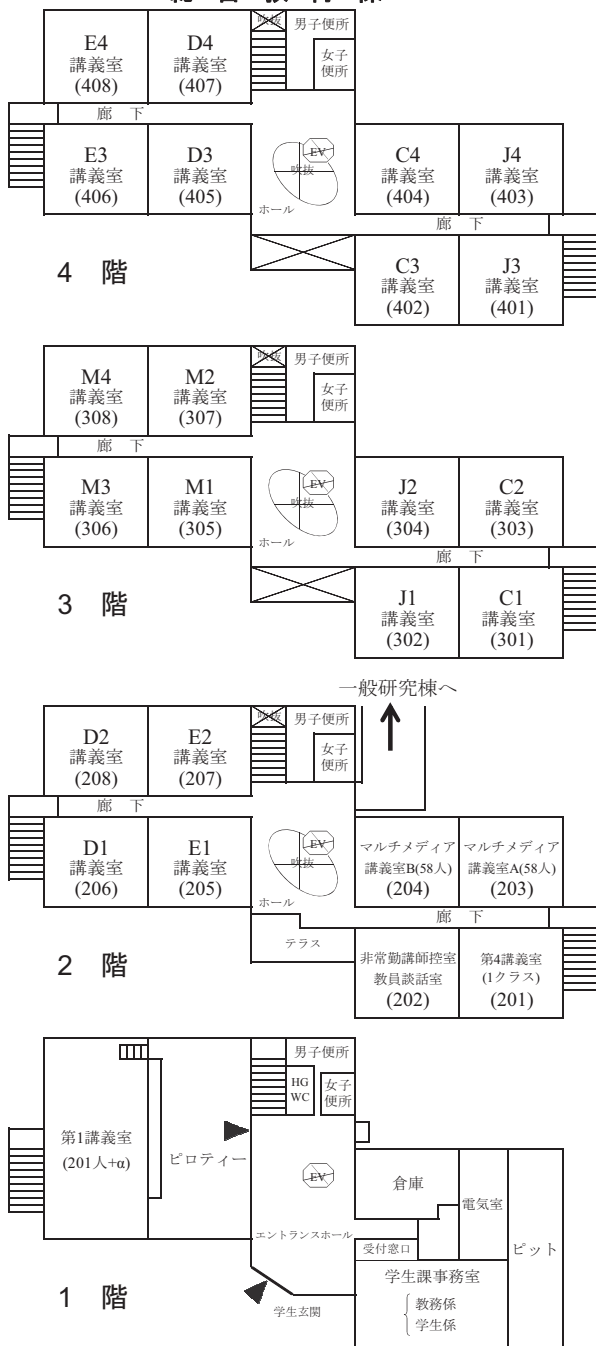 吹抜
男子便所
女子
便所
E4
講義室
(408)
D4
講義室
(407)
廊 下
E3
講義室
(406)
D3
講義室
(405)
EV
吹抜
ホール
C4
講義室
(404)
J4
講義室
(403)
廊 下
C3
講義室
(402)
J3
講義室
(401)
4 階
吹抜
男子便所
女子
便所
M4
講義室
(308)
M2
講義室
(307)
廊 下
M3
講義室
(306)
M1
講義室
(305)
EV
吹抜
ホール
J2
講義室
(304)
C2
講義室
(303)
廊 下
J1
講義室
(302)
C1
講義室
(301)
3 階
一般研究棟へ
吹抜
男子便所
女子
便所
D2
講義室
(208)
E2
講義室
(207)
廊 下
D1
講義室
(206)
E1
講義室
(205)
EV
吹抜
ホール
マルチメディア
講義室B(58人)
(204)
マルチメディア
講義室A(58人)
(203)
廊 下
テラス
非常勤講師控室
教員談話室
(202)
第4講義室
(1クラス)
(201)
2 階
男子便所
HG
WC
女子
便所
第1講義室
(201人+α)
ピロティー
EV
エントランスホール
倉庫
電気室
ピット
受付窓口
学生課事務室
教務係
学生係
学生玄関
1 階